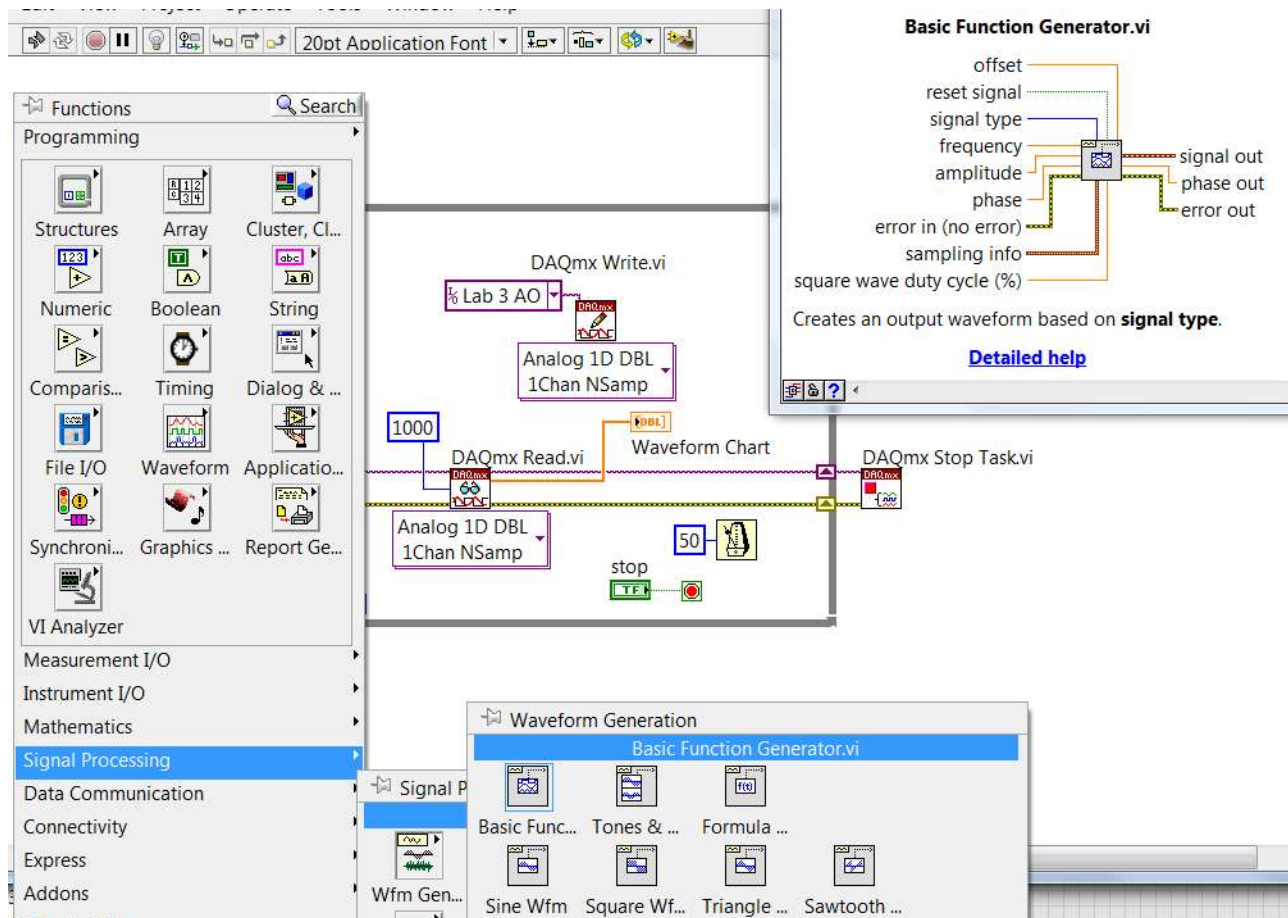 20pt Application Font
Functions
Search
Programming
Structures
Array
Cluster, Cl...
Numeric
Boolean
String
Comparis...
Timing
Dialog & ...
File I/O
Waveform
Applicatio...
Synchroni...
Graphics ...
Report Ge...
VI Analyzer
Measurement I/O
Instrument I/O
Mathematics
Signal Processing
Data Communication
Connectivity
Express
Addons
DAQmx Write.vi
Lab 3 AO
DAQmx
Analog 1D DBL
1Chan NSamp
1000
DBL
Waveform Chart
DAQmx Read.vi
DAQmx
Analog 1D DBL
1Chan NSamp
50
stop
TF
DAQmx Stop Task.vi
DAQmx
Basic Function Generator.vi
offset
reset signal
signal type
frequency
amplitude
phase
error in (no error)
sampling info
square wave duty cycle (%)
signal out
phase out
error out
Creates an output waveform based on signal type.
Detailed help
Signal P
Wfm Gen...
Waveform Generation
Basic Function Generator.vi
Basic Func...
Tones & ...
Formula ...
Sine Wfm
Square Wf...
Triangle ...
Sawtooth ...